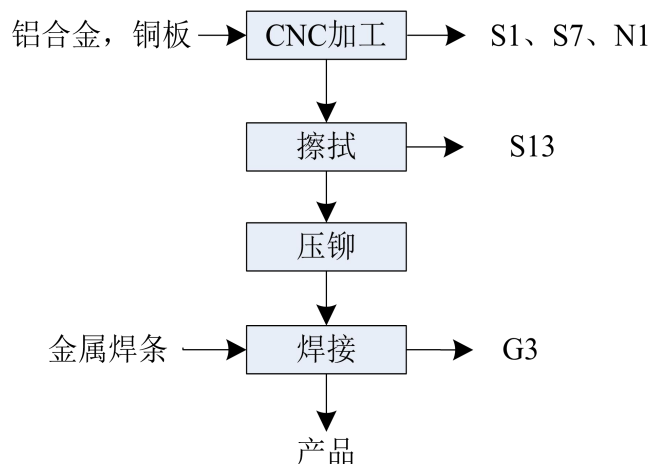 铝合金，铜板 CNC加工 S1、S7、N1
擦拭 S13
压铆
金属焊条 焊接 G3
产品